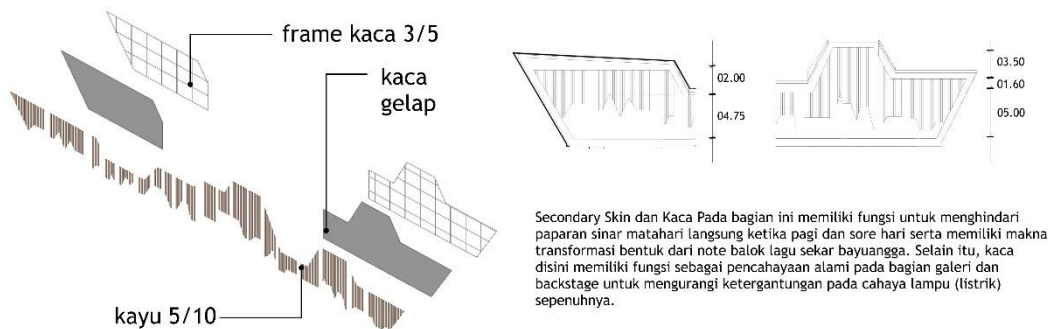 frame kaca 3/5
kaca
gelap
kayu 5/10
02.00
04.75
03.50
01.60
05.00
Secondary Skin dan Kaca Pada bagian ini memiliki fungsi untuk menghindari
paparan sinar matahari langsung ketika pagi dan sore hari serta memiliki makna
transformasi bentuk dari note balok lagu sekar bayuangga. Selain itu, kaca
disini memiliki fungsi sebagai pencahayaan alami pada bagian galeri dan
backstage untuk mengurangi ketergantungan pada cahaya lampu (listrik)
sepenuhnya.